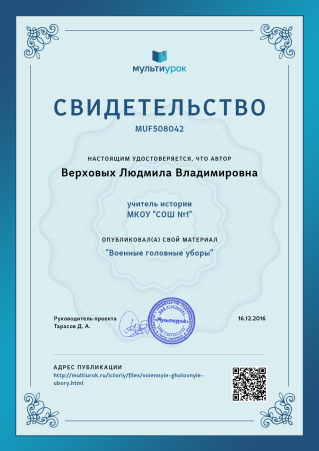 мультиурок
СВИДЕТЕЛЬСТВО
MUF508042
НАСТОЯЩИМ УДОСТОВЕРЯЕТСЯ, ЧТО АВТОР
Верховых Людмила Владимировна
учитель истории
МКОУ "СОШ №1"
ОПУБЛИКОВАЛ(А) СВОЙ МАТЕРИАЛ
"Военные головные уборы"
Руководитель проекта
Тарасов Д. А.
Мультиурок
16.12.2016
АДРЕС ПУБЛИКАЦИИ
http://multiurok.ru/ictoriy/files/voiennyie-gholovnyie-
ubory.html